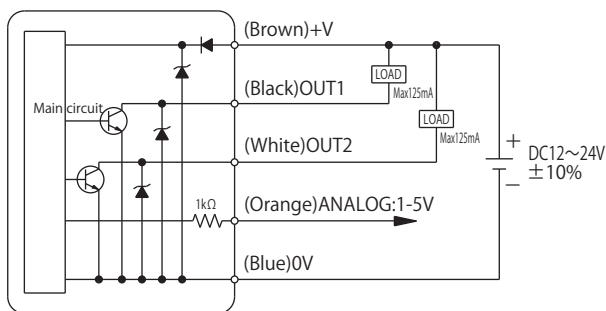 (Brown)+V
LOAD
Max125mA
(Black)OUT1
Main circuit
LOAD
Max125mA
(White)OUT2
+
DC12～24V
±10%
−
1kΩ
(Orange)ANALOG:1-5V
(Blue)0V